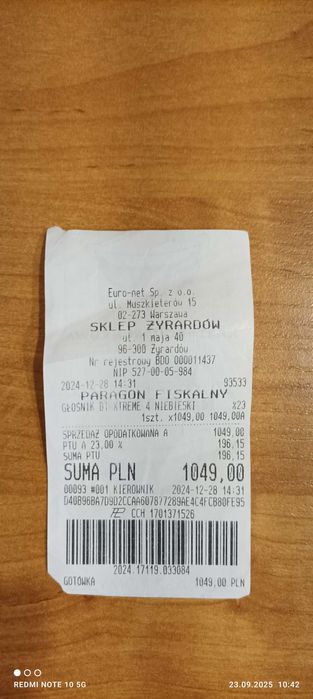 Euro-net Sp. z o.o.
ul. Muszkieterów 15
02-273 Warszawa
SKLEP ŻYRARDÓW
ul. 1 maja 40
96-300 Żyrardów
Nr rejestrowy BDO 000011437
NIP 527-00-05-984
2024-12-28 14:31 93533
PARAGON FISKALNY
GŁOŚNIK BT XTREME 4 NIEBIESKI %23
1szt. x1049,00 1049,00A
SPRZEDAŻ OPODATKOWANA A 1049,00
PTU A 23,00 % 196,15
SUMA PTU 196,15
SUMA PLN 1049,00
00093 #001 KIEROWNIK 2024-12-28 14:31
D40B96BA7D9D2CCAA607877289AE4C4FCB80FE95
CCH 1701371526
2024.17119.033084
GOTÓWKA 1049,00 PLN
REDMI NOTE 10 5G
23.09.2025 10:42